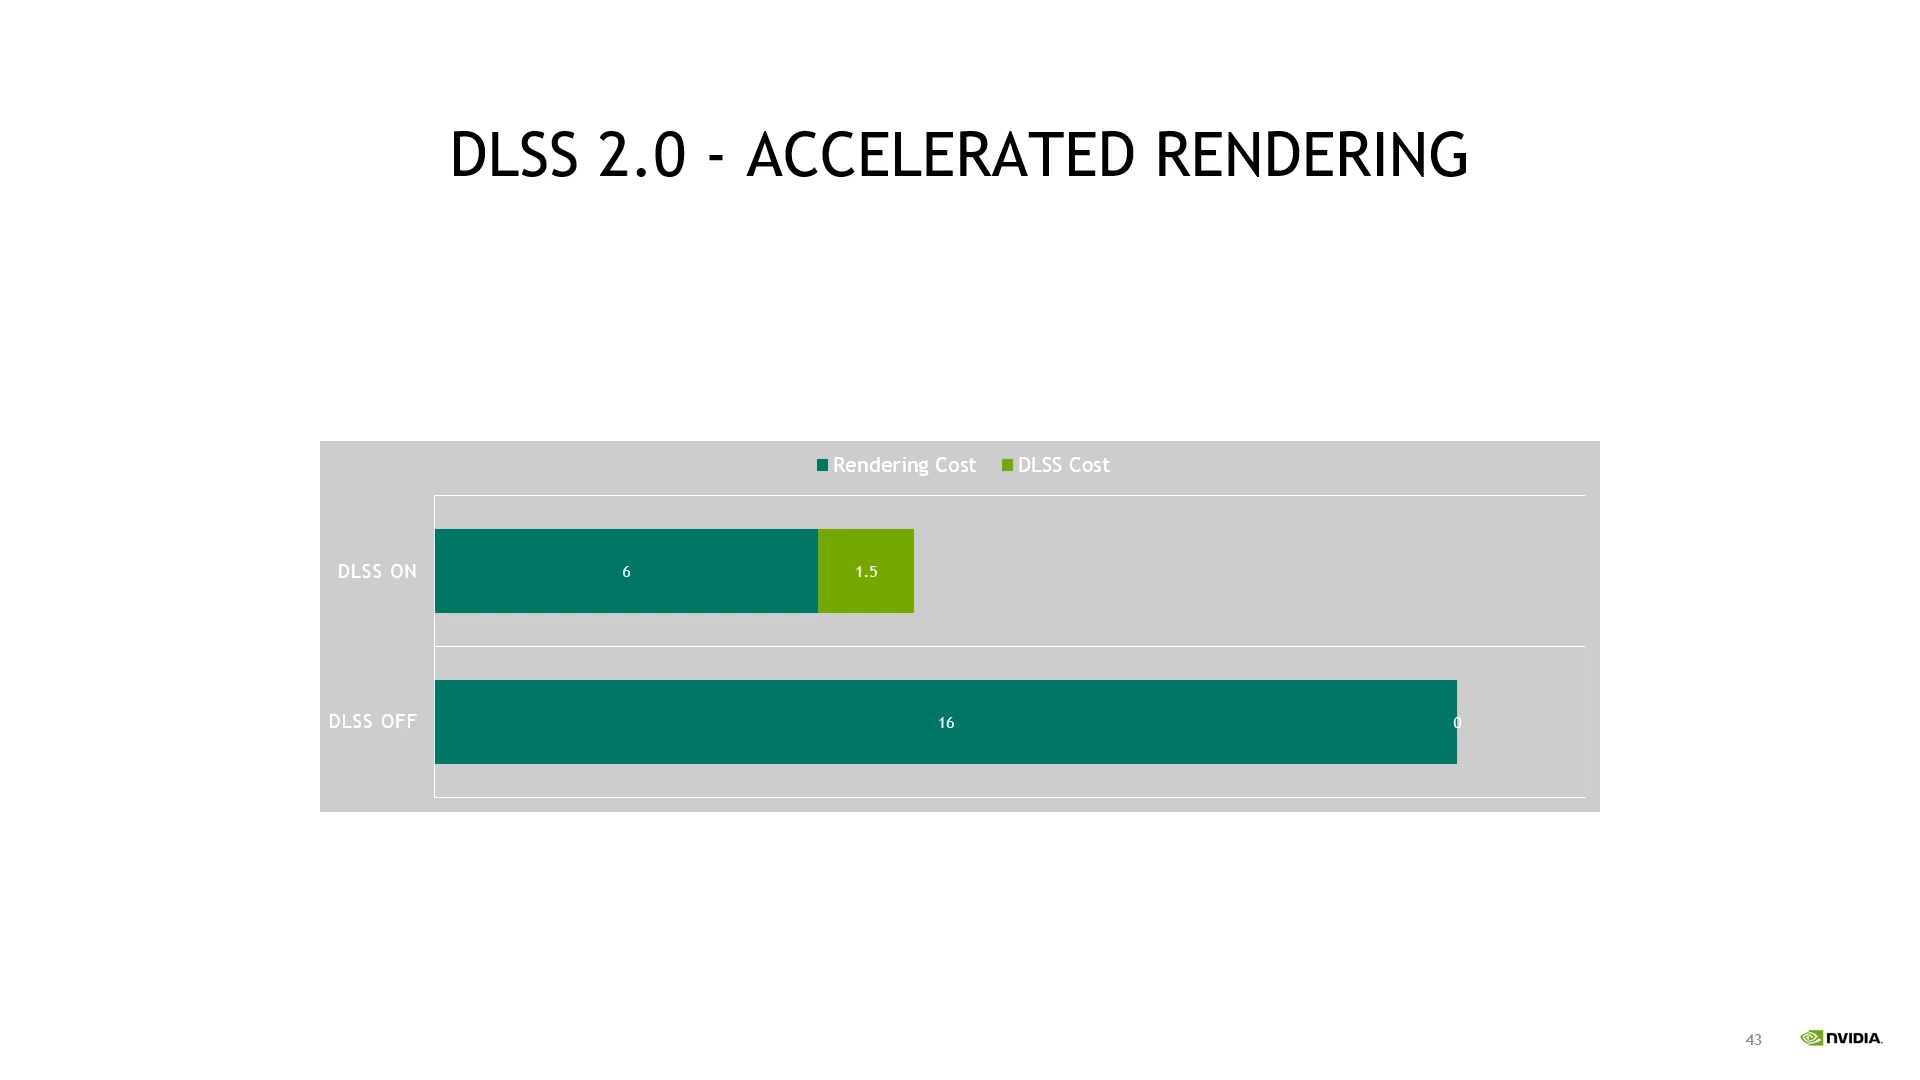 DLSS 2.0 - ACCELERATED RENDERING
Rendering Cost DLSS Cost
DLSS ON 6 1.5
DLSS OFF 16 0
43 NVIDIA.